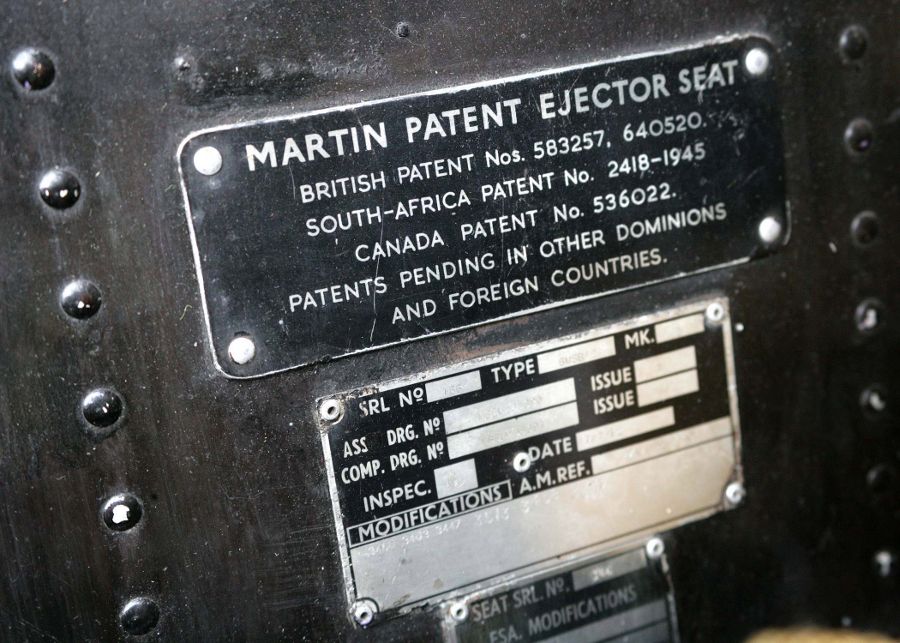 MARTIN PATENT EJECTOR SEAT
BRITISH PATENT Nos. 583257, 640520.
SOUTH-AFRICA PATENT No. 2418-1945
CANADA PATENT No. 536022.
PATENTS PENDING IN OTHER DOMINIONS
AND FOREIGN COUNTRIES.
SRL Nº TYPE MK.
ASS DRG. Nº ISSUE
COMP. DRG. Nº ISSUE
INSPEC. DATE
A.M.REF.
MODIFICATIONS
3403 3447
SEAT SRL. NO.
ESA. MODIFICATIONS